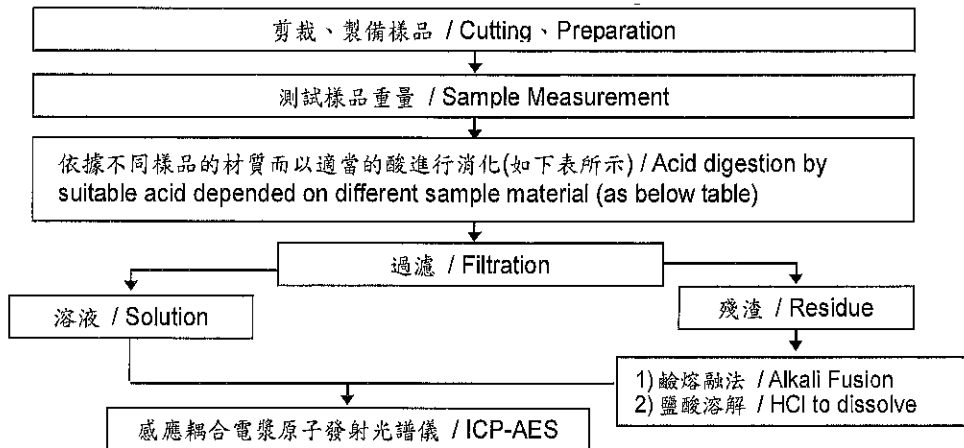 剪裁、製備樣品 / Cutting、Preparation
測試樣品重量 / Sample Measurement
依據不同樣品的材質而以適當的酸進行消化(如下表所示) / Acid digestion by
suitable acid depended on different sample material (as below table)
過濾 / Filtration
溶液 / Solution
殘渣 / Residue
1) 鹼熔融法 / Alkali Fusion
2) 鹽酸溶解 / HCl to dissolve
感應耦合電漿原子發射光譜儀 / ICP-AES